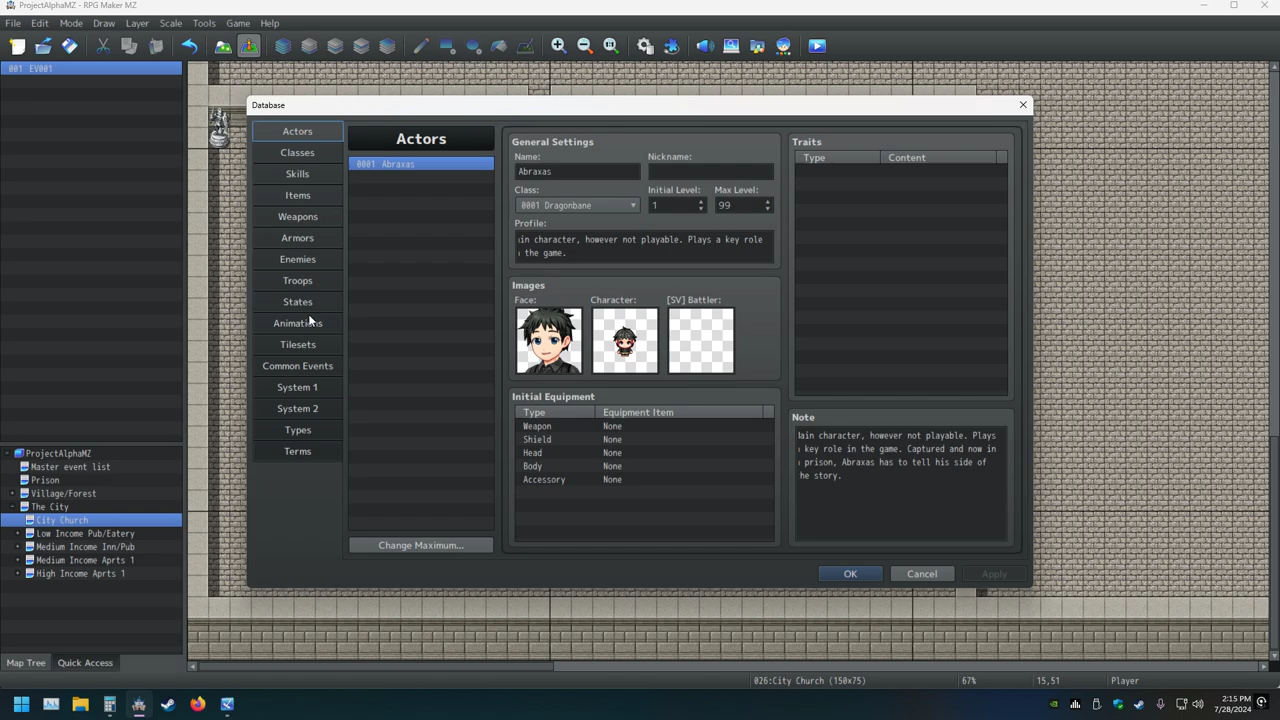 ProjectAlphaMZ - RPG Maker MZ
File Edit Mode Draw Layer Scale Tools Game Help
001 EV001
Database
Actors
Classes
Skills
Items
Weapons
Armors
Enemies
Troops
States
Animations
Tilesets
Common Events
System 1
System 2
Types
Terms
Actors
0001 Abraxas
Change Maximum...
General Settings
Name: Nickname:
Abraxas
Class: Initial Level: Max Level:
0001 Dragonbane 1 99
Profile:
in character, however not playable. Plays a key role
the game.
Images
Face: Character: [SV] Battler:
Initial Equipment
Type Equipment Item
Weapon None
Shield None
Head None
Body None
Accessory None
Traits
Type Content
Note
ain character, however not playable. Plays
key role in the game. Captured and now in
prison, Abraxas has to tell his side of
he story.
OK Cancel Apply
ProjectAlphaMZ
Master event list
Prison
Village/Forest
The City
City Church
Low Income Pub/Eatery
Medium Income Inn/Pub
Medium Income Aprts 1
High Income Aprts 1
Map Tree Quick Access
026:City Church (150x75) 67% 15,51 Player
2:15 PM
7/28/2024